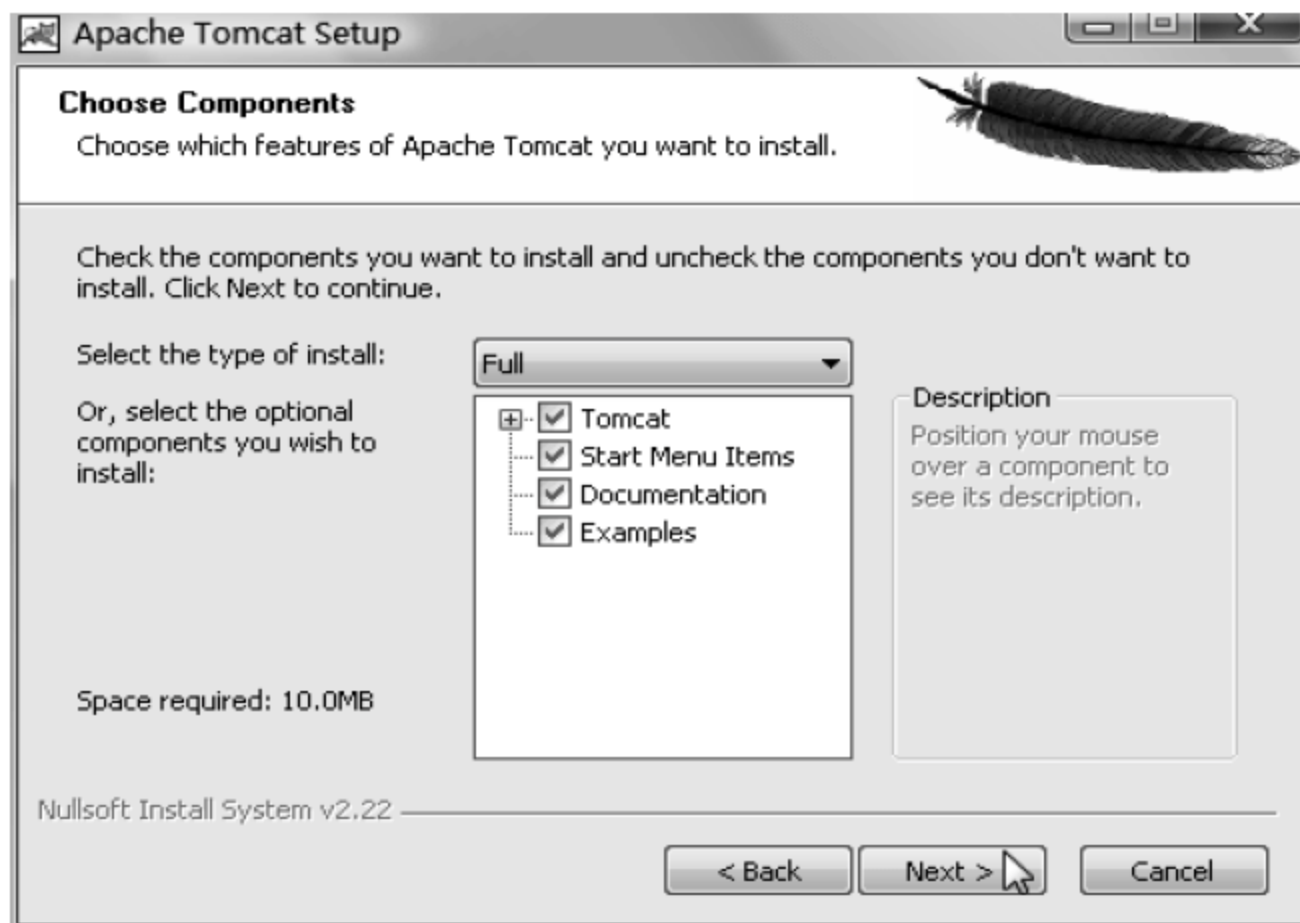 Apache Tomcat Setup
Choose Components
Choose which features of Apache Tomcat you want to install.
Check the components you want to install and uncheck the components you don't want to
install. Click Next to continue.
Select the type of install:
Full
Or, select the optional
components you wish to
install:
Tomcat
Start Menu Items
Documentation
Examples
Description
Position your mouse
over a component to
see its description.
Space required: 10.0MB
Nullsoft Install System v2.22
< Back
Next >
Cancel